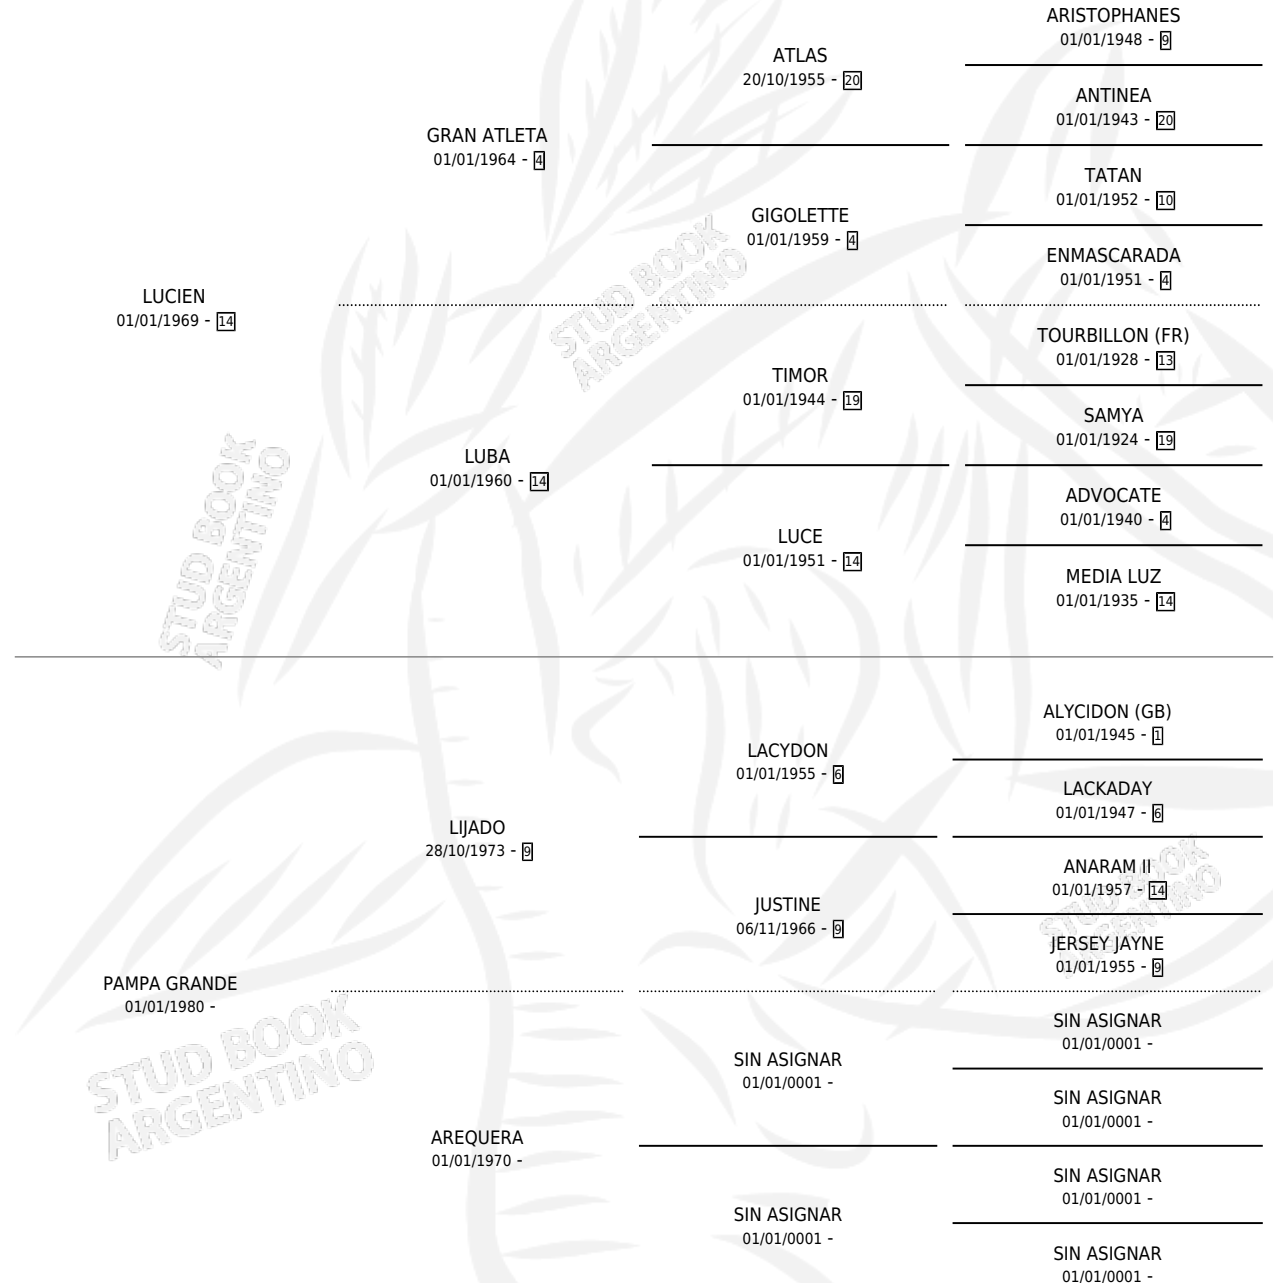 ARISTOPHANES
01/01/1948 - 9
ATLAS
20/10/1955 - 20
ANTINEA
01/01/1943 - 20
GRAN ATLETA
01/01/1964 - 4
TATAN
01/01/1952 - 10
GIGOLETTE
01/01/1959 - 4
ENMASCARADA
01/01/1951 - 4
LUCIEN
01/01/1969 - 14
STUD BOOK
ARGENTINO
TOURBILLON (FR)
01/01/1928 - 13
TIMOR
01/01/1944 - 19
SAMYA
01/01/1924 - 19
LUBA
01/01/1960 - 14
ADVOCATE
01/01/1940 - 4
LUCE
01/01/1951 - 14
MEDIA LUZ
01/01/1935 - 14
STUD BOOK
ARGENTINO
ALYCIDON (GB)
01/01/1945 - 1
LACYDON
01/01/1955 - 6
LACKADAY
01/01/1947 - 6
LIJADO
28/10/1973 - 9
ANARAM II
01/01/1957 - 14
JUSTINE
06/11/1966 - 9
STUD BOOK
ARGENTINO
JERSEY JAYNE
01/01/1955 - 9
PAMPA GRANDE
01/01/1980 -
SIN ASIGNAR
01/01/0001 -
SIN ASIGNAR
01/01/0001 -
STUD BOOK
ARGENTINO
SIN ASIGNAR
01/01/0001 -
AREQUERA
01/01/1970 -
SIN ASIGNAR
01/01/0001 -
SIN ASIGNAR
01/01/0001 -
SIN ASIGNAR
01/01/0001 -